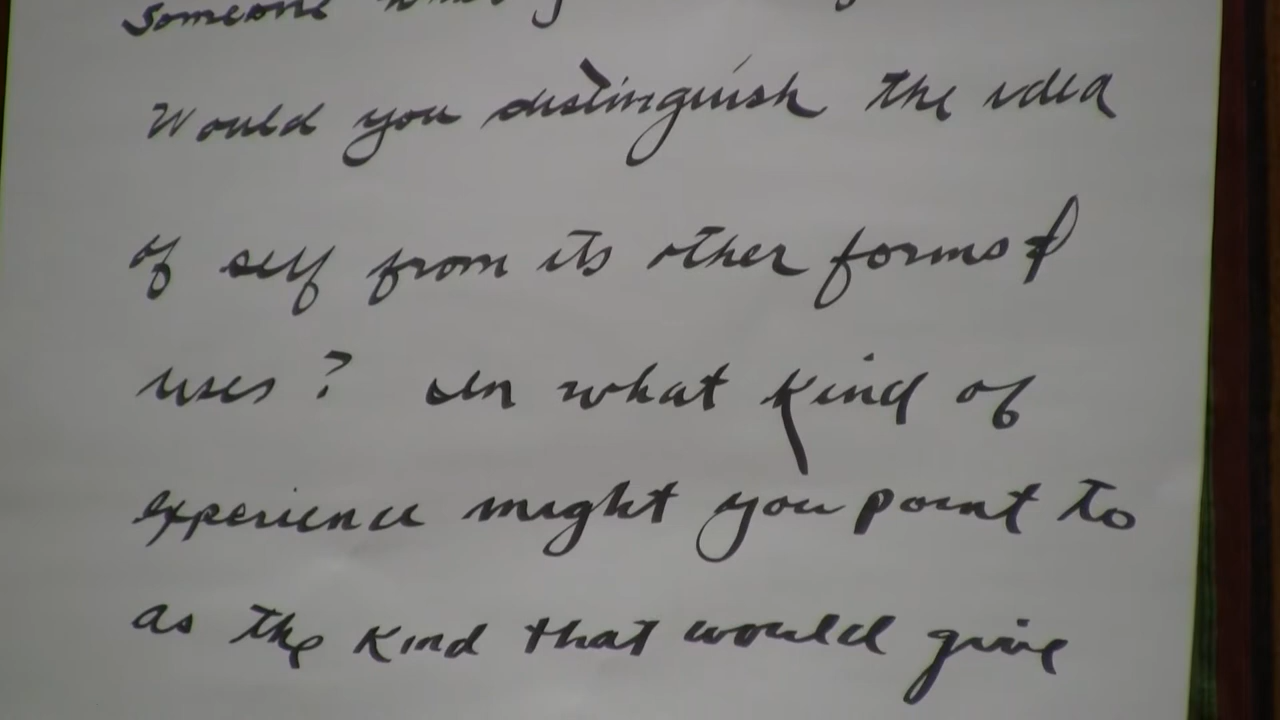 Someone
Would you distinguish the idea
of self from its other forms &
uses? In what kind of
experience might you point to
as the kind that would give